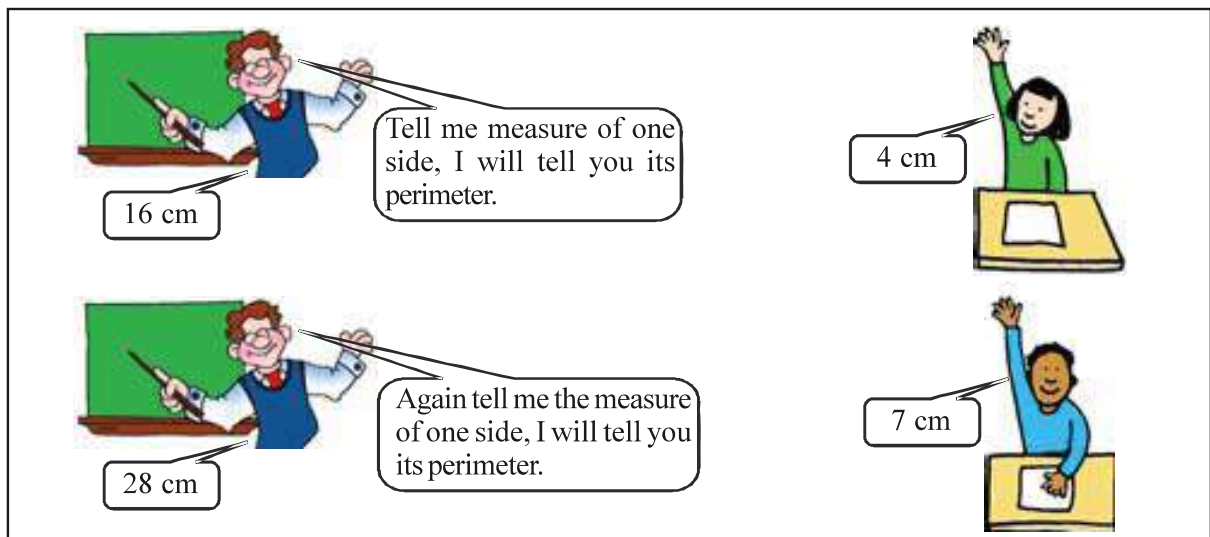 Tell me measure of one
side, I will tell you its
perimeter.
4 cm
16 cm
Again tell me the measure
of one side, I will tell you
its perimeter.
7 cm
28 cm